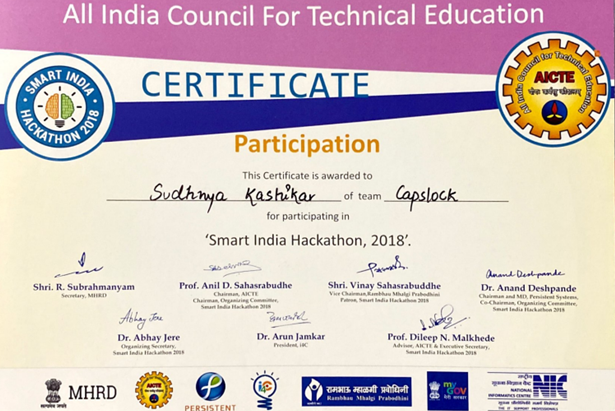 All India Council For Technical Education
SMART INDIA
HACKATHON 2018
CERTIFICATE
All India Council for Technical Education
AICTE
Participation
This Certificate is awarded to
Sudhnya Kashikar of team Capslock
for participating in
‘Smart India Hackathon, 2018’.
Anand Deshpande
Shri. R. Subrahmanyam
Secretary, MHRD
Prof. Anil D. Sahasrabudhe
Chairman, AICTE
Chairman, Organizing Committee,
Smart India Hackathon 2018
Shri. Vinay Sahasrabuddhe
Vice Chairman,Rambhau Mhalgi Prabodhini
Patron, Smart India Hackathon 2018
Dr. Anand Deshpande
Chairman and MD, Persistent Systems,
Co-Chairman, Organizing Committee,
Smart India Hackathon 2018
Abhay Jere
Dr. Abhay Jere
Organizing Secretary,
Smart India Hackathon 2018
Dr. Arun Jamkar
President, i4C
Prof. Dileep N. Malkhede
Advisor, AICTE & Executive Secretary,
Smart India Hackathon 2018
MHRD
AICTE
PERSISTENT
रामभाऊ म्हाळगी प्रबोधिनी
Rambhau Mhalgi Prabodhini
my
GOV
मेरी सरकार
NATIONAL
INFORMATICS
CENTRE
NIC